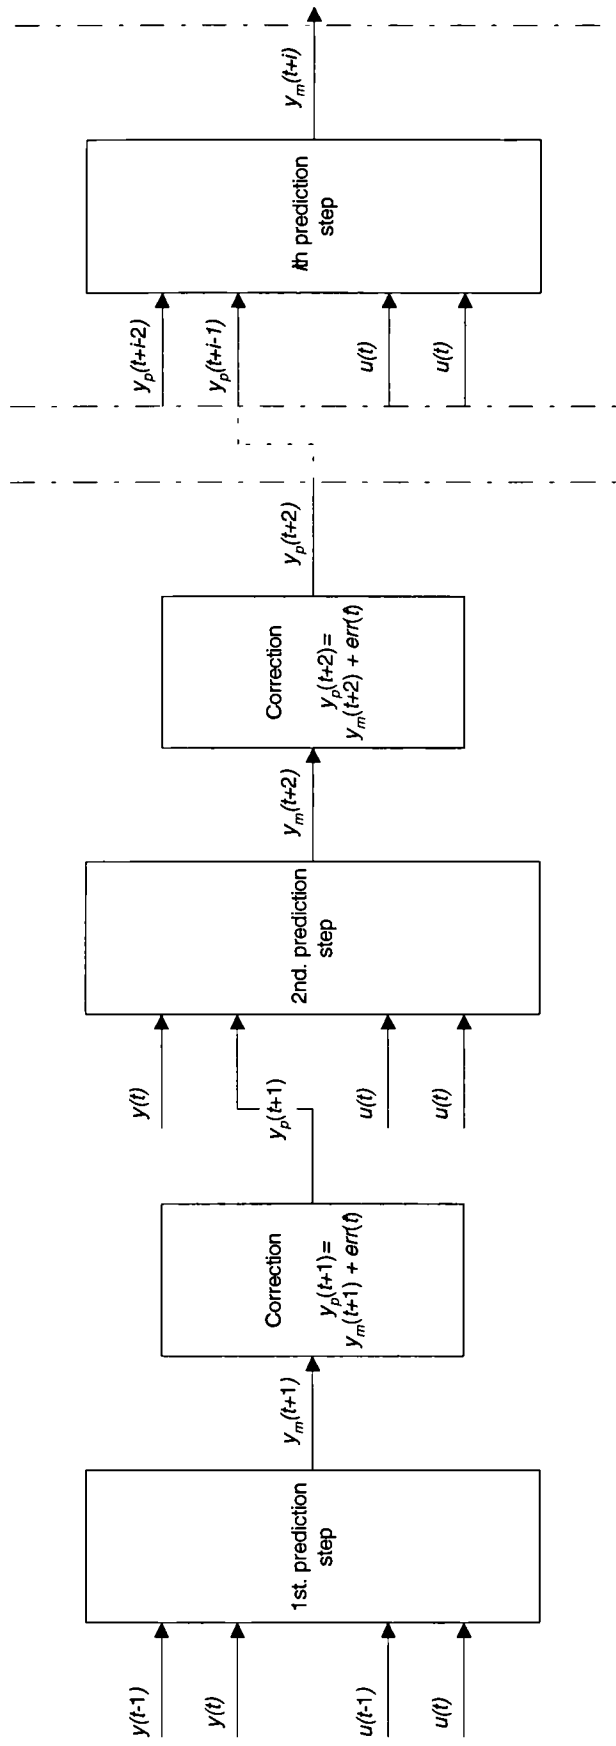 y(t-1)
y(t)
u(t-1)
u(t)
1st. prediction
step
y_m(t+1)
Correction
y_p(t+1)=
y_m(t+1) + err(t)
y_p(t+1)
y(t)
u(t)
u(t)
2nd. prediction
step
y_m(t+2)
Correction
y_p(t+2)=
y_m(t+2) + err(t)
y_p(t+2)
y_p(t+i-2)
y_p(t+i-1)
u(t)
u(t)
ith prediction
step
y_m(t+i)